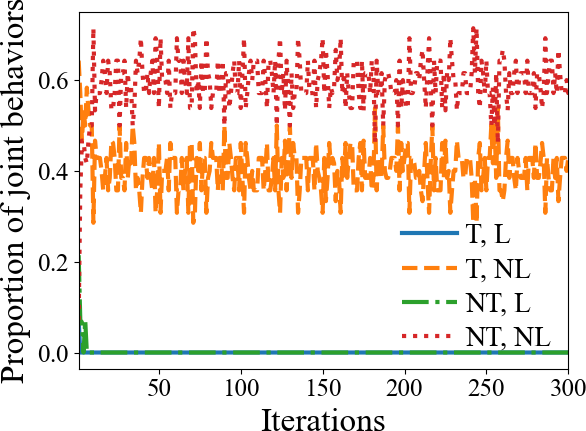 Proportion of joint behaviors
0.6
0.4
0.2
0.0
T, L
T, NL
NT, L
NT, NL
50 100 150 200 250 300
Iterations